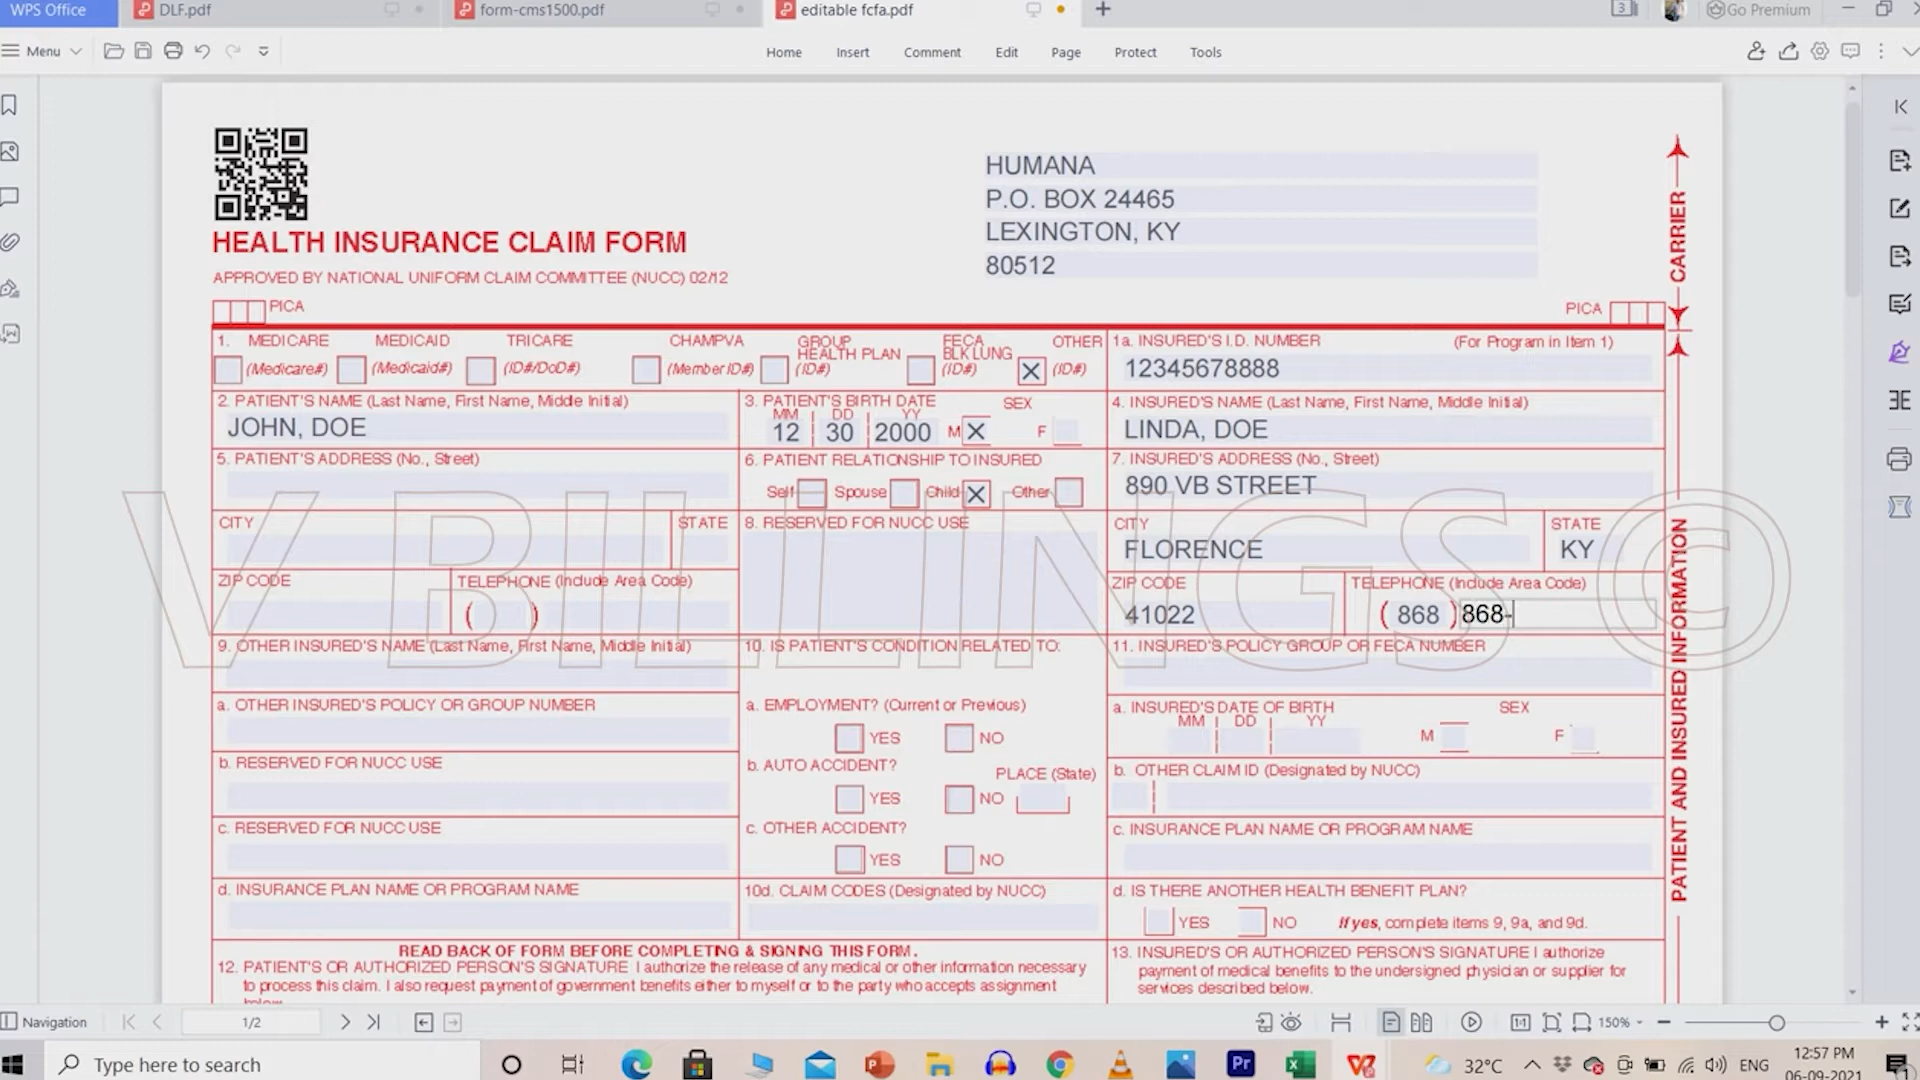 WPS Office
DLF.pdf
form-cms1500.pdf
editable fcfa.pdf
3
Go Premium
Menu
Home
Insert
Comment
Edit
Page
Protect
Tools
HUMANA
P.O. BOX 24465
LEXINGTON, KY
80512
HEALTH INSURANCE CLAIM FORM
APPROVED BY NATIONAL UNIFORM CLAIM COMMITTEE (NUCC) 02/12
CARRIER
PICA
PICA
1. MEDICARE MEDICAID TRICARE CHAMPVA GROUP HEALTH PLAN FECA BLK LUNG OTHER
(Medicare#) (Medicaid#) (ID#/DoD#) (Member ID#) (ID#) (ID#) X (ID#)
1a. INSURED'S I.D. NUMBER (For Program in Item 1)
12345678888
2. PATIENT'S NAME (Last Name, First Name, Middle Initial)
JOHN, DOE
3. PATIENT'S BIRTH DATE SEX
MM DD YY
12 30 2000 M X F
4. INSURED'S NAME (Last Name, First Name, Middle Initial)
LINDA, DOE
5. PATIENT'S ADDRESS (No., Street)
6. PATIENT RELATIONSHIP TO INSURED
Self Spouse Child X Other
7. INSURED'S ADDRESS (No., Street)
890 VB STREET
CITY STATE
8. RESERVED FOR NUCC USE
CITY STATE
FLORENCE KY
ZIP CODE TELEPHONE (Include Area Code)
( )
ZIP CODE TELEPHONE (Include Area Code)
41022 ( 868 ) 868-
V BILLINGS ©
9. OTHER INSURED'S NAME (Last Name, First Name, Middle Initial)
10. IS PATIENT'S CONDITION RELATED TO:
11. INSURED'S POLICY GROUP OR FECA NUMBER
a. OTHER INSURED'S POLICY OR GROUP NUMBER
a. EMPLOYMENT? (Current or Previous)
YES NO
a. INSURED'S DATE OF BIRTH SEX
MM DD YY
M F
b. RESERVED FOR NUCC USE
b. AUTO ACCIDENT? PLACE (State)
YES NO
b. OTHER CLAIM ID (Designated by NUCC)
c. RESERVED FOR NUCC USE
c. OTHER ACCIDENT?
YES NO
c. INSURANCE PLAN NAME OR PROGRAM NAME
d. INSURANCE PLAN NAME OR PROGRAM NAME
10d. CLAIM CODES (Designated by NUCC)
d. IS THERE ANOTHER HEALTH BENEFIT PLAN?
YES NO If yes, complete items 9, 9a, and 9d.
PATIENT AND INSURED INFORMATION
READ BACK OF FORM BEFORE COMPLETING & SIGNING THIS FORM.
12. PATIENT'S OR AUTHORIZED PERSON'S SIGNATURE I authorize the release of any medical or other information necessary
to process this claim. I also request payment of government benefits either to myself or to the party who accepts assignment
below.
13. INSURED'S OR AUTHORIZED PERSON'S SIGNATURE I authorize
payment of medical benefits to the undersigned physician or supplier for
services described below.
Navigation
1/2
150%
Type here to search
32°C
ENG
12:57 PM
06-09-2021
1